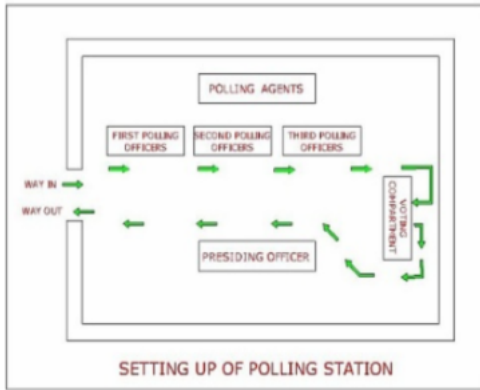 POLLING AGENTS
FIRST POLLING
OFFICERS
SECOND POLLING
OFFICERS
THIRD POLLING
OFFICERS
WAY IN
WAY OUT
VOTING
COMPARTMENT
PRESIDING OFFICER
SETTING UP OF POLLING STATION